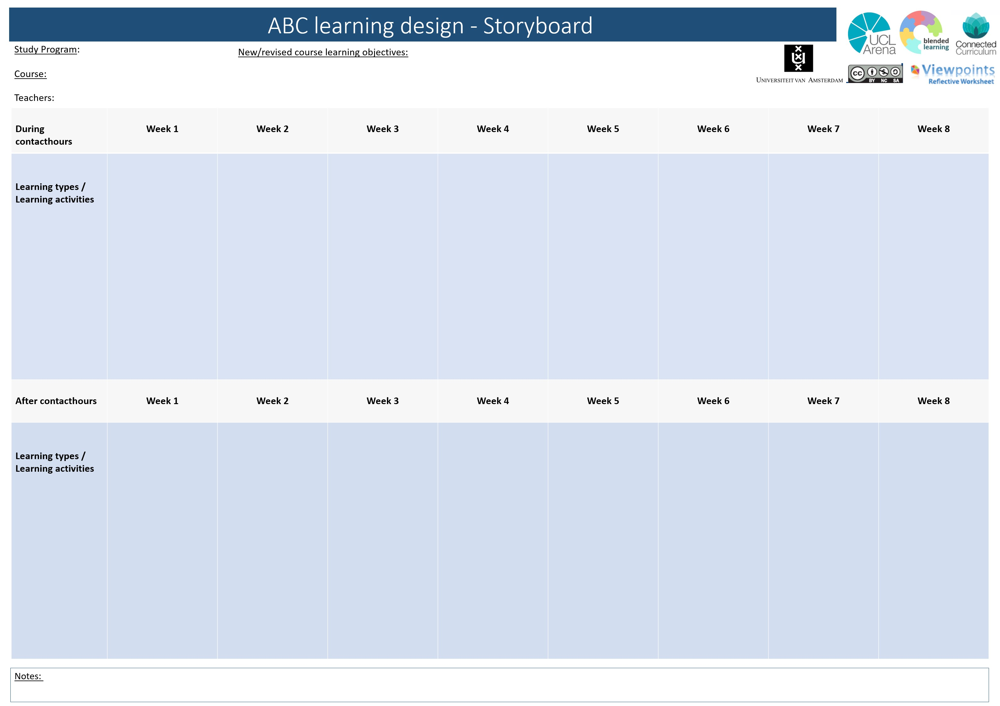 ABC learning design - Storyboard
UCL
Arena
blended
learning
Connected
Curriculum
Study Program:
New/revised course learning objectives:
Course:
UNIVERSITEIT VAN AMSTERDAM
cc
BY NC SA
Viewpoints
Reflective Worksheet
Teachers:
During
contacthours
Week 1
Week 2
Week 3
Week 4
Week 5
Week 6
Week 7
Week 8
Learning types /
Learning activities
After contacthours
Week 1
Week 2
Week 3
Week 4
Week 5
Week 6
Week 7
Week 8
Learning types /
Learning activities
Notes: